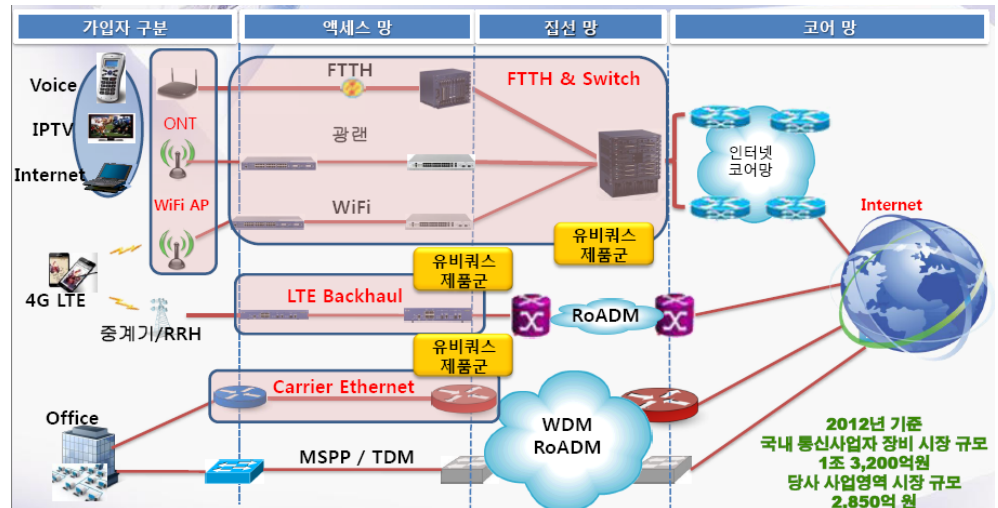 가입자 구분
액세스 망
집선 망
코어 망
Voice
IPTV
Internet
ONT
WiFi AP
4G LTE
중계기/RRH
Office
FTTH
광랜
WiFi
FTTH & Switch
유비쿼스
제품군
유비쿼스
제품군
LTE Backhaul
RoADM
유비쿼스
제품군
Carrier Ethernet
WDM
RoADM
MSPP / TDM
인터넷
코어망
Internet
2012년 기준
국내 통신사업자 장비 시장 규모
1조 3,200억원
당사 사업영역 시장 규모
2,850억 원